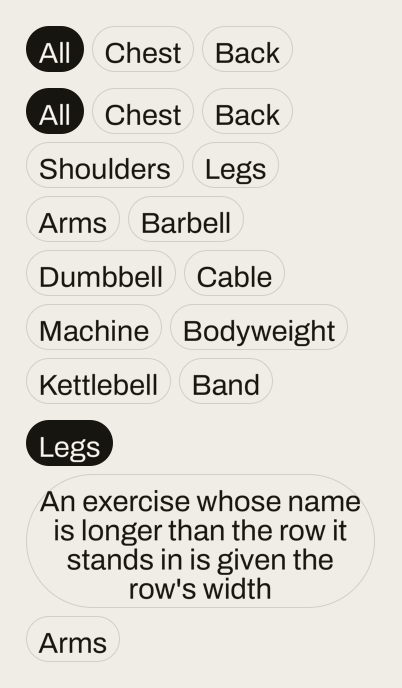 All Chest Back
All Chest Back
Shoulders Legs
Arms Barbell
Dumbbell Cable
Machine Bodyweight
Kettlebell Band
Legs
An exercise whose name
is longer than the row it
stands in is given the
row's width
Arms